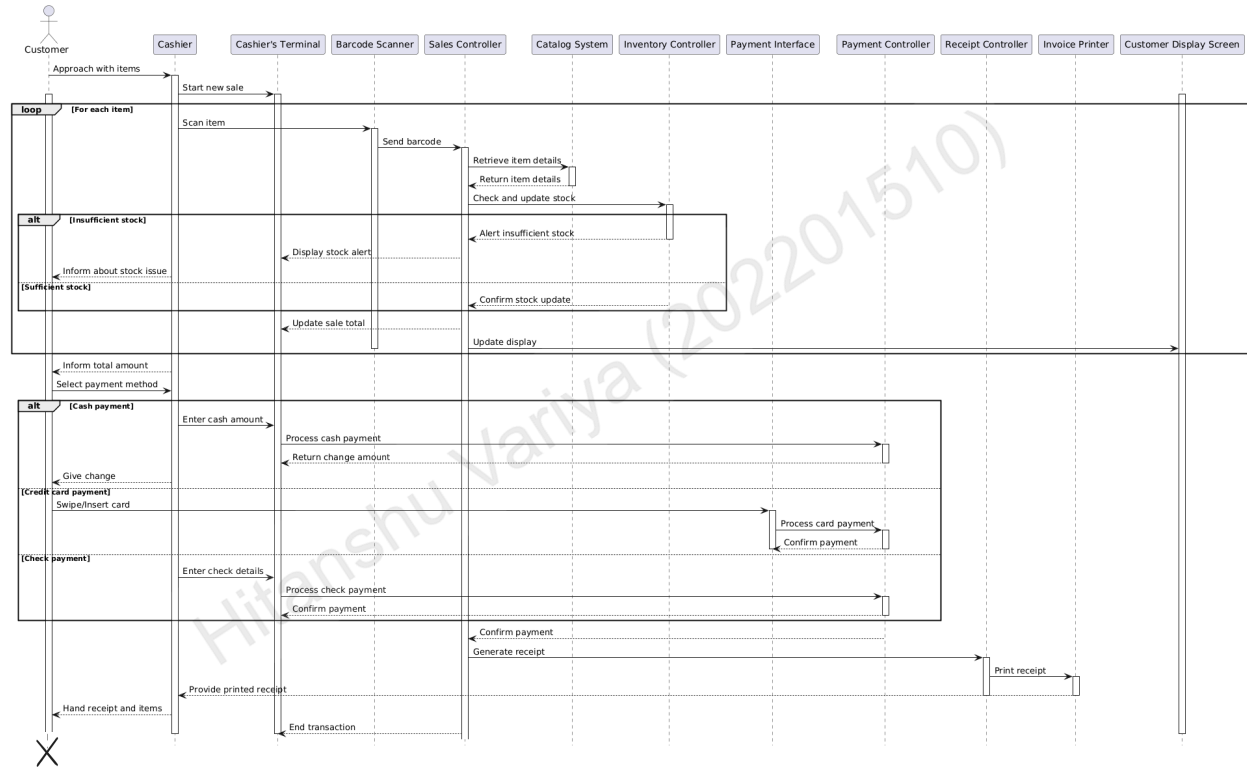 Customer
Cashier
Cashier's Terminal
Barcode Scanner
Sales Controller
Catalog System
Inventory Controller
Payment Interface
Payment Controller
Receipt Controller
Invoice Printer
Customer Display Screen
Approach with items
Start new sale
loop [For each item]
Scan item
Send barcode
Retrieve item details
Return item details
Check and update stock
alt [Insufficient stock]
Alert insufficient stock
Display stock alert
Inform about stock issue
[Sufficient stock]
Confirm stock update
Update sale total
Update display
Inform total amount
Select payment method
alt [Cash payment]
Enter cash amount
Process cash payment
Return change amount
Give change
[Credit card payment]
Swipe/Insert card
Process card payment
Confirm payment
[Check payment]
Enter check details
Process check payment
Confirm payment
Confirm payment
Generate receipt
Print receipt
Provide printed receipt
Hand receipt and items
End transaction
Hitanshu Variya (202201510)